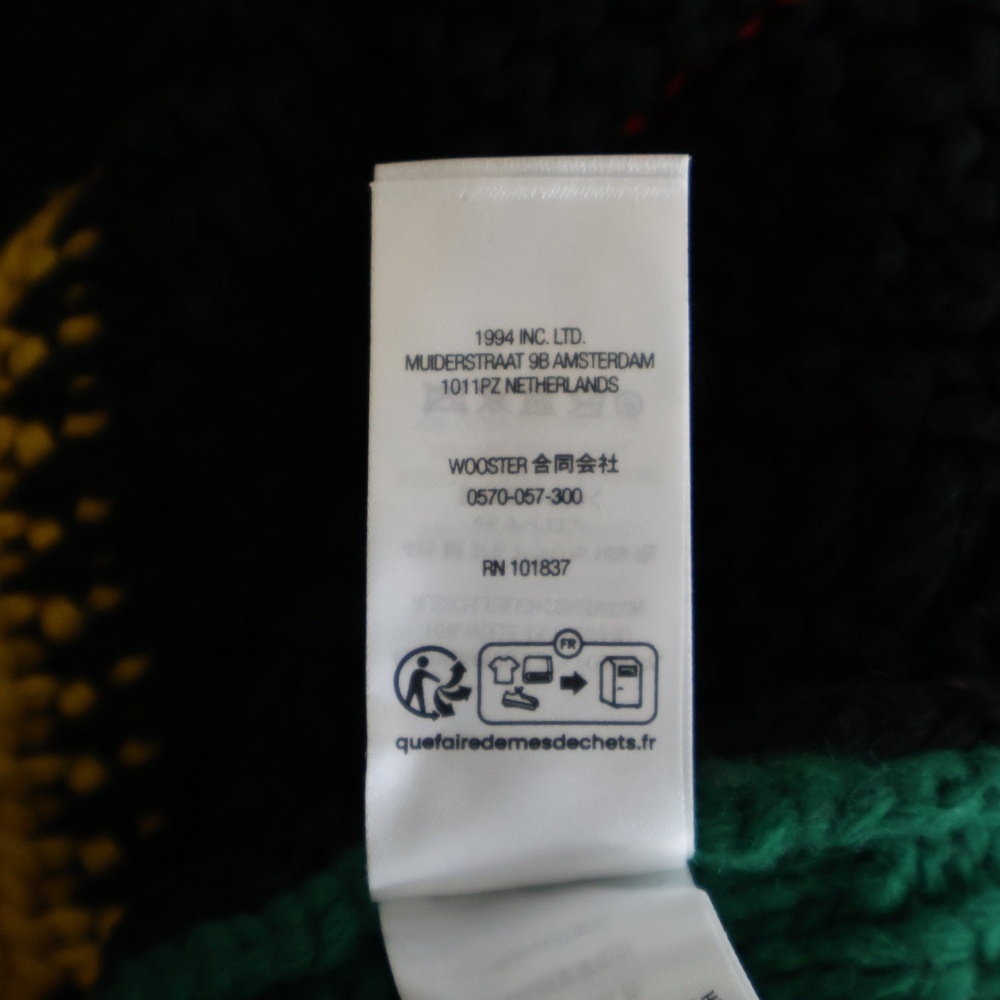 1994 INC. LTD.
MUIDERSTRAAT 9B AMSTERDAM
1011PZ NETHERLANDS
WOOSTER 合同会社
0570-057-300
RN 101837
FR
quefairedemesdechets.fr